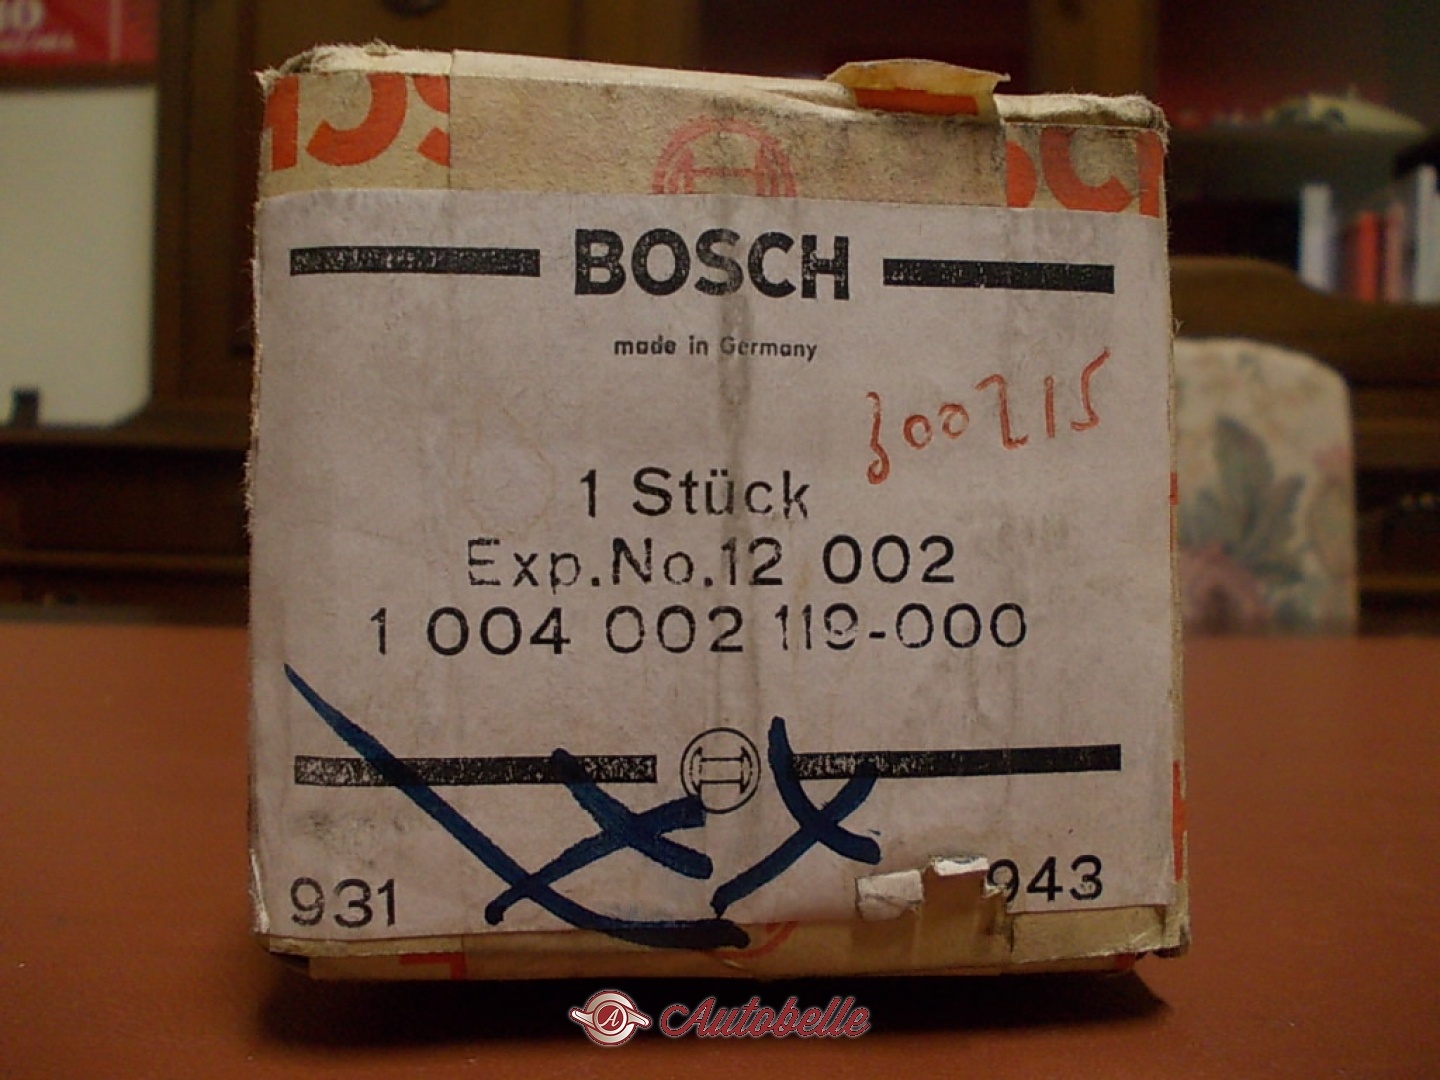 BOSCH
made in Germany
300215
1 Stück
Exp.No.12 002
1 004 002 119-000
931
943
Autobelle